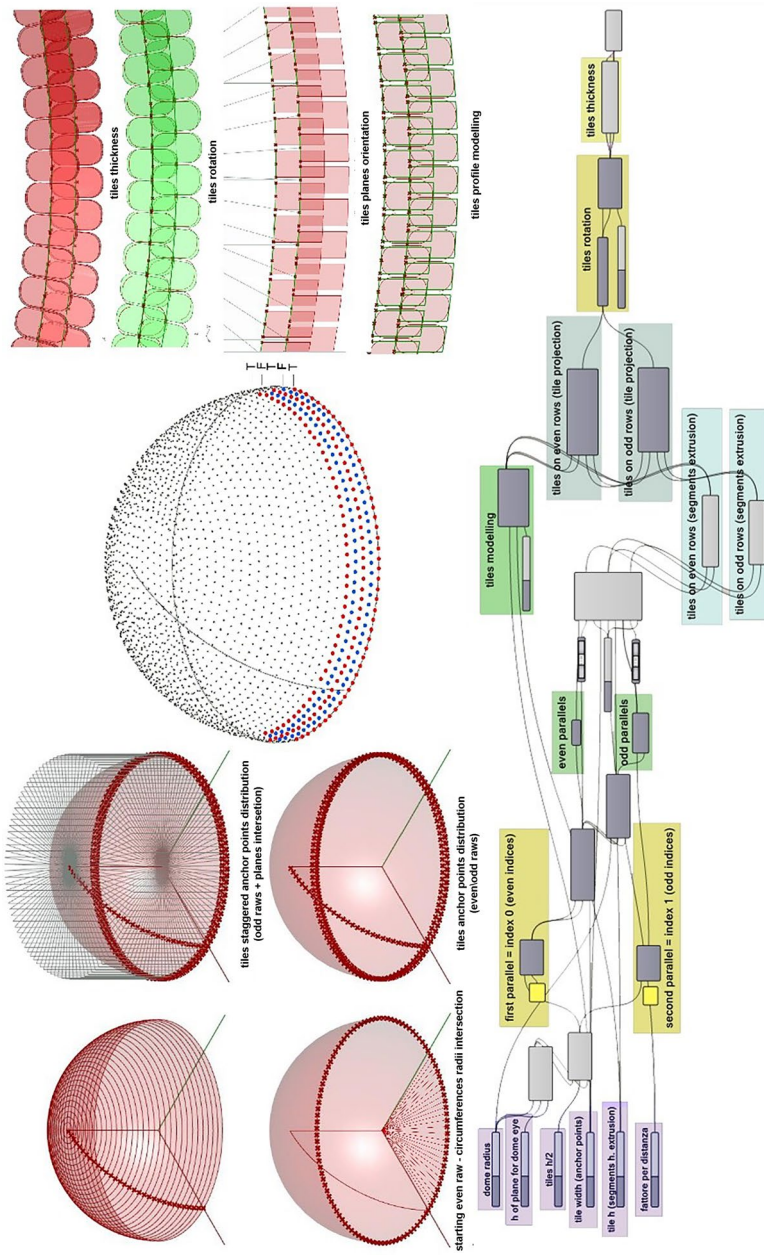 tiles staggered anchor points distribution
(odd raws + planes intersetion)
starting even raw - circumferences radii intersection
tiles anchor points distribution
(even\odd raws)
T
F
T
F
T
tiles thickness
tiles rotation
tiles planes orientation
tiles profile modelling
dome radius
h of plane for dome eye
tiles h/2
tile width (anchor points)
tile h (segments h. extrusion)
fattore per distanza
first parallel = index 0 (even indices)
second parallel = index 1 (odd indices)
even parallels
odd parallels
tiles modelling
tiles on even rows (tile projection)
tiles on odd rows (tile projection)
tiles on even rows (segments extrusion)
tiles on odd rows (segments extrusion)
tiles rotation
tiles thickness